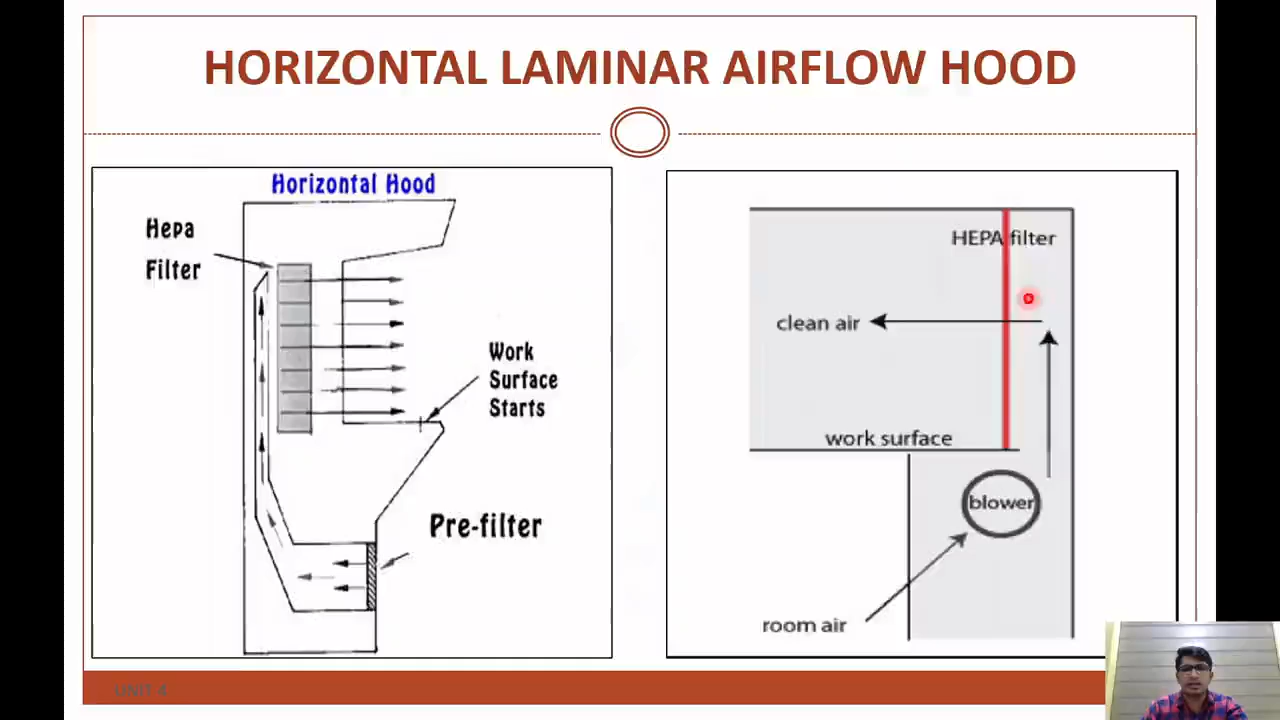 HORIZONTAL LAMINAR AIRFLOW HOOD
Horizontal Hood
Hepa
Filter
Work
Surface
Starts
Pre-filter
HEPA filter
clean air
work surface
blower
room air
UNIT 4